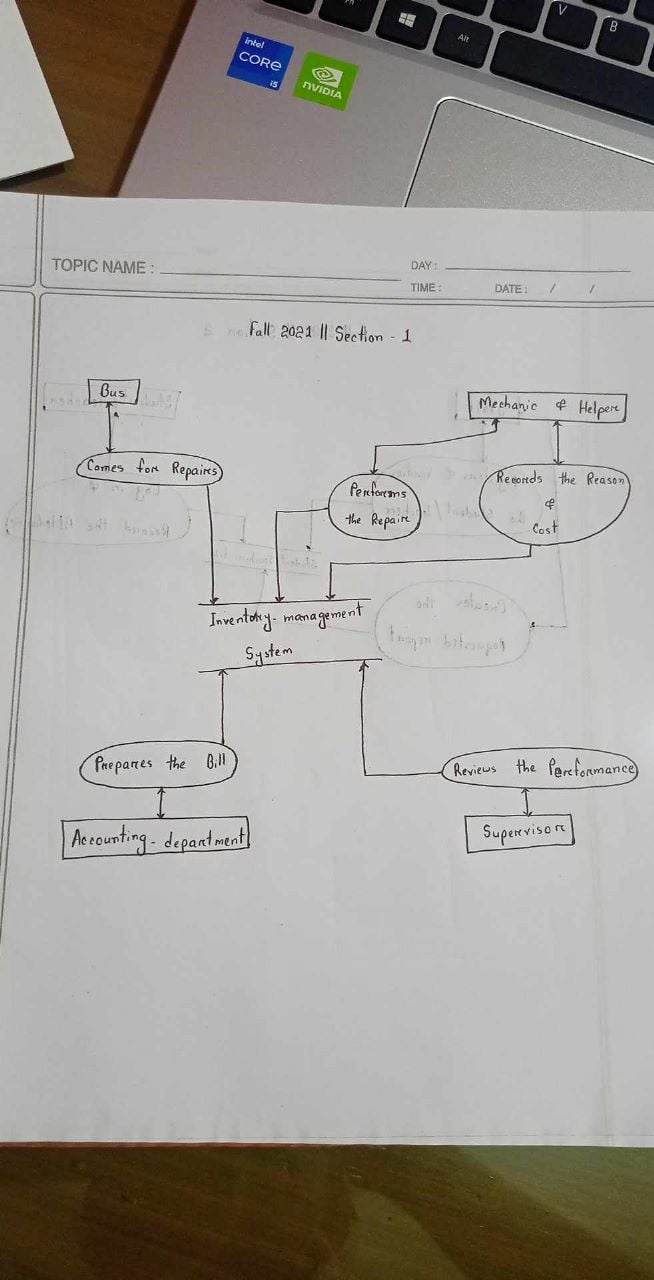 V
B
Alt
intel
CORE
i5
NVIDIA
TOPIC NAME :
DAY :
TIME :
DATE : / /
Fall 2021 || Section - 1
Bus
Mechanic & Helper
Comes for Repairs
Performs
the Repair
Records the Reason
&
Cost
Inventory-management
System
Prepares the Bill
Reviews the Performance
Accounting-department
Supervisor